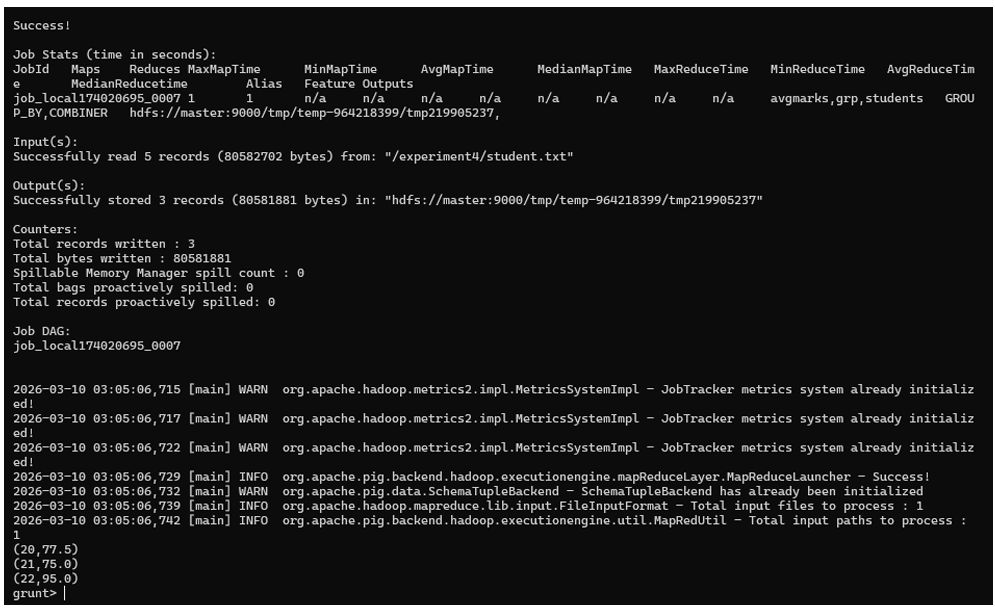 Success!
Job Stats (time in seconds):
JobId Maps Reduces MaxMapTime MinMapTime AvgMapTime MedianMapTime MaxReduceTime MinReduceTime AvgReduceTim
e MedianReducetime Alias Feature Outputs
job_local174020695_0007 1 1 n/a n/a n/a n/a n/a n/a n/a n/a avgmarks,grp,students GROU
P_BY,COMBINER hdfs://master:9000/tmp/temp-964218399/tmp219905237,
Input(s):
Successfully read 5 records (80582702 bytes) from: "/experiment4/student.txt"
Output(s):
Successfully stored 3 records (80581881 bytes) in: "hdfs://master:9000/tmp/temp-964218399/tmp219905237"
Counters:
Total records written : 3
Total bytes written : 80581881
Spillable Memory Manager spill count : 0
Total bags proactively spilled: 0
Total records proactively spilled: 0
Job DAG:
job_local174020695_0007
2026-03-10 03:05:06,715 [main] WARN org.apache.hadoop.metrics2.impl.MetricsSystemImpl - JobTracker metrics system already initializ
ed!
2026-03-10 03:05:06,717 [main] WARN org.apache.hadoop.metrics2.impl.MetricsSystemImpl - JobTracker metrics system already initializ
ed!
2026-03-10 03:05:06,722 [main] WARN org.apache.hadoop.metrics2.impl.MetricsSystemImpl - JobTracker metrics system already initializ
ed!
2026-03-10 03:05:06,729 [main] INFO org.apache.pig.backend.hadoop.executionengine.mapReduceLayer.MapReduceLauncher - Success!
2026-03-10 03:05:06,732 [main] WARN org.apache.pig.data.SchemaTupleBackend - SchemaTupleBackend has already been initialized
2026-03-10 03:05:06,739 [main] INFO org.apache.hadoop.mapreduce.lib.input.FileInputFormat - Total input files to process : 1
2026-03-10 03:05:06,742 [main] INFO org.apache.pig.backend.hadoop.executionengine.util.MapRedUtil - Total input paths to process :
1
(20,77.5)
(21,75.0)
(22,95.0)
grunt>